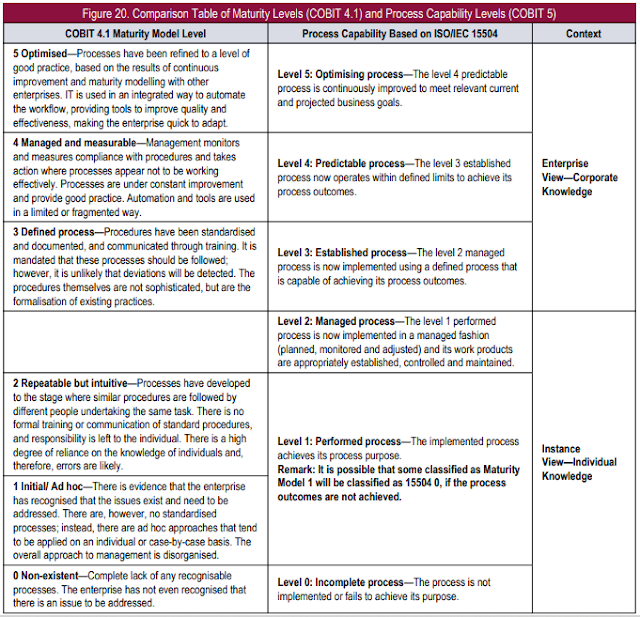 Figure 20. Comparison Table of Maturity Levels (COBIT 4.1) and Process Capability Levels (COBIT 5)
COBIT 4.1 Maturity Model Level
Process Capability Based on ISO/IEC 15504
Context
5 Optimised—Processes have been refined to a level of
good practice, based on the results of continuous
improvement and maturity modelling with other
enterprises. IT is used in an integrated way to automate
the workflow, providing tools to improve quality and
effectiveness, making the enterprise quick to adapt.
Level 5: Optimising process—The level 4 predictable
process is continuously improved to meet relevant current
and projected business goals.
4 Managed and measurable—Management monitors
and measures compliance with procedures and takes
action where processes appear not to be working
effectively. Processes are under constant improvement
and provide good practice. Automation and tools are used
in a limited or fragmented way.
Level 4: Predictable process—The level 3 established
process now operates within defined limits to achieve its
process outcomes.
Enterprise
View—Corporate
Knowledge
3 Defined process—Procedures have been standardised
and documented, and communicated through training. It is
mandated that these processes should be followed;
however, it is unlikely that deviations will be detected. The
procedures themselves are not sophisticated, but are the
formalisation of existing practices.
Level 3: Established process—The level 2 managed
process is now implemented using a defined process that
is capable of achieving its process outcomes.
Level 2: Managed process—The level 1 performed
process is now implemented in a managed fashion
(planned, monitored and adjusted) and its work products
are appropriately established, controlled and maintained.
2 Repeatable but intuitive—Processes have developed
to the stage where similar procedures are followed by
different people undertaking the same task. There is no
formal training or communication of standard procedures,
and responsibility is left to the individual. There is a high
degree of reliance on the knowledge of individuals and,
therefore, errors are likely.
Level 1: Performed process—The implemented process
achieves its process purpose.
Remark: It is possible that some classified as Maturity
Model 1 will be classified as 15504 0, if the process
outcomes are not achieved.
Instance
View—Individual
Knowledge
1 Initial/ Ad hoc—There is evidence that the enterprise
has recognised that the issues exist and need to be
addressed. There are, however, no standardised
processes; instead, there are ad hoc approaches that tend
to be applied on an individual or case-by-case basis. The
overall approach to management is disorganised.
0 Non-existent—Complete lack of any recognisable
processes. The enterprise has not even recognised that
there is an issue to be addressed.
Level 0: Incomplete process—The process is not
implemented or fails to achieve its purpose.